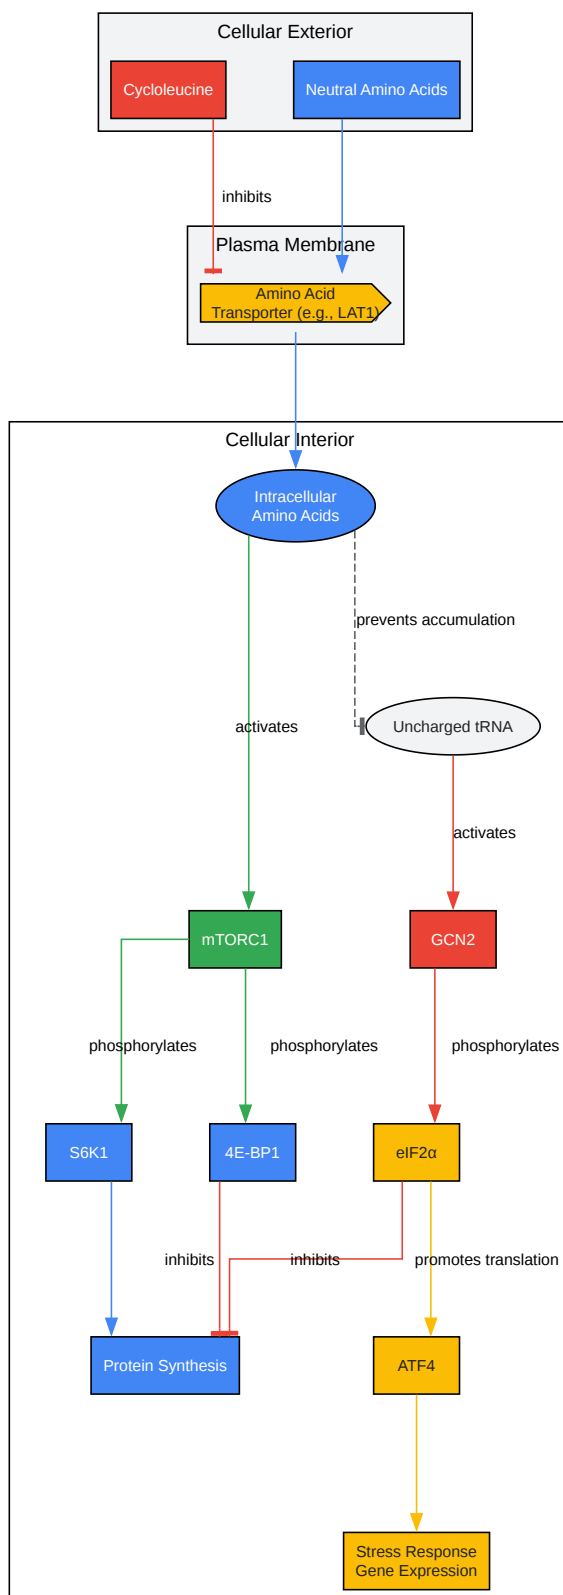 Cellular Exterior
Cycloleucine
Neutral Amino Acids
inhibits
Plasma Membrane
Amino Acid
Transporter (e.g., LAT1)
Cellular Interior
Intracellular
Amino Acids
prevents accumulation
Uncharged tRNA
activates
activates
mTORC1
GCN2
phosphorylates
phosphorylates
phosphorylates
S6K1
4E-BP1
eIF2α
inhibits
inhibits
promotes translation
Protein Synthesis
ATF4
Stress Response
Gene Expression